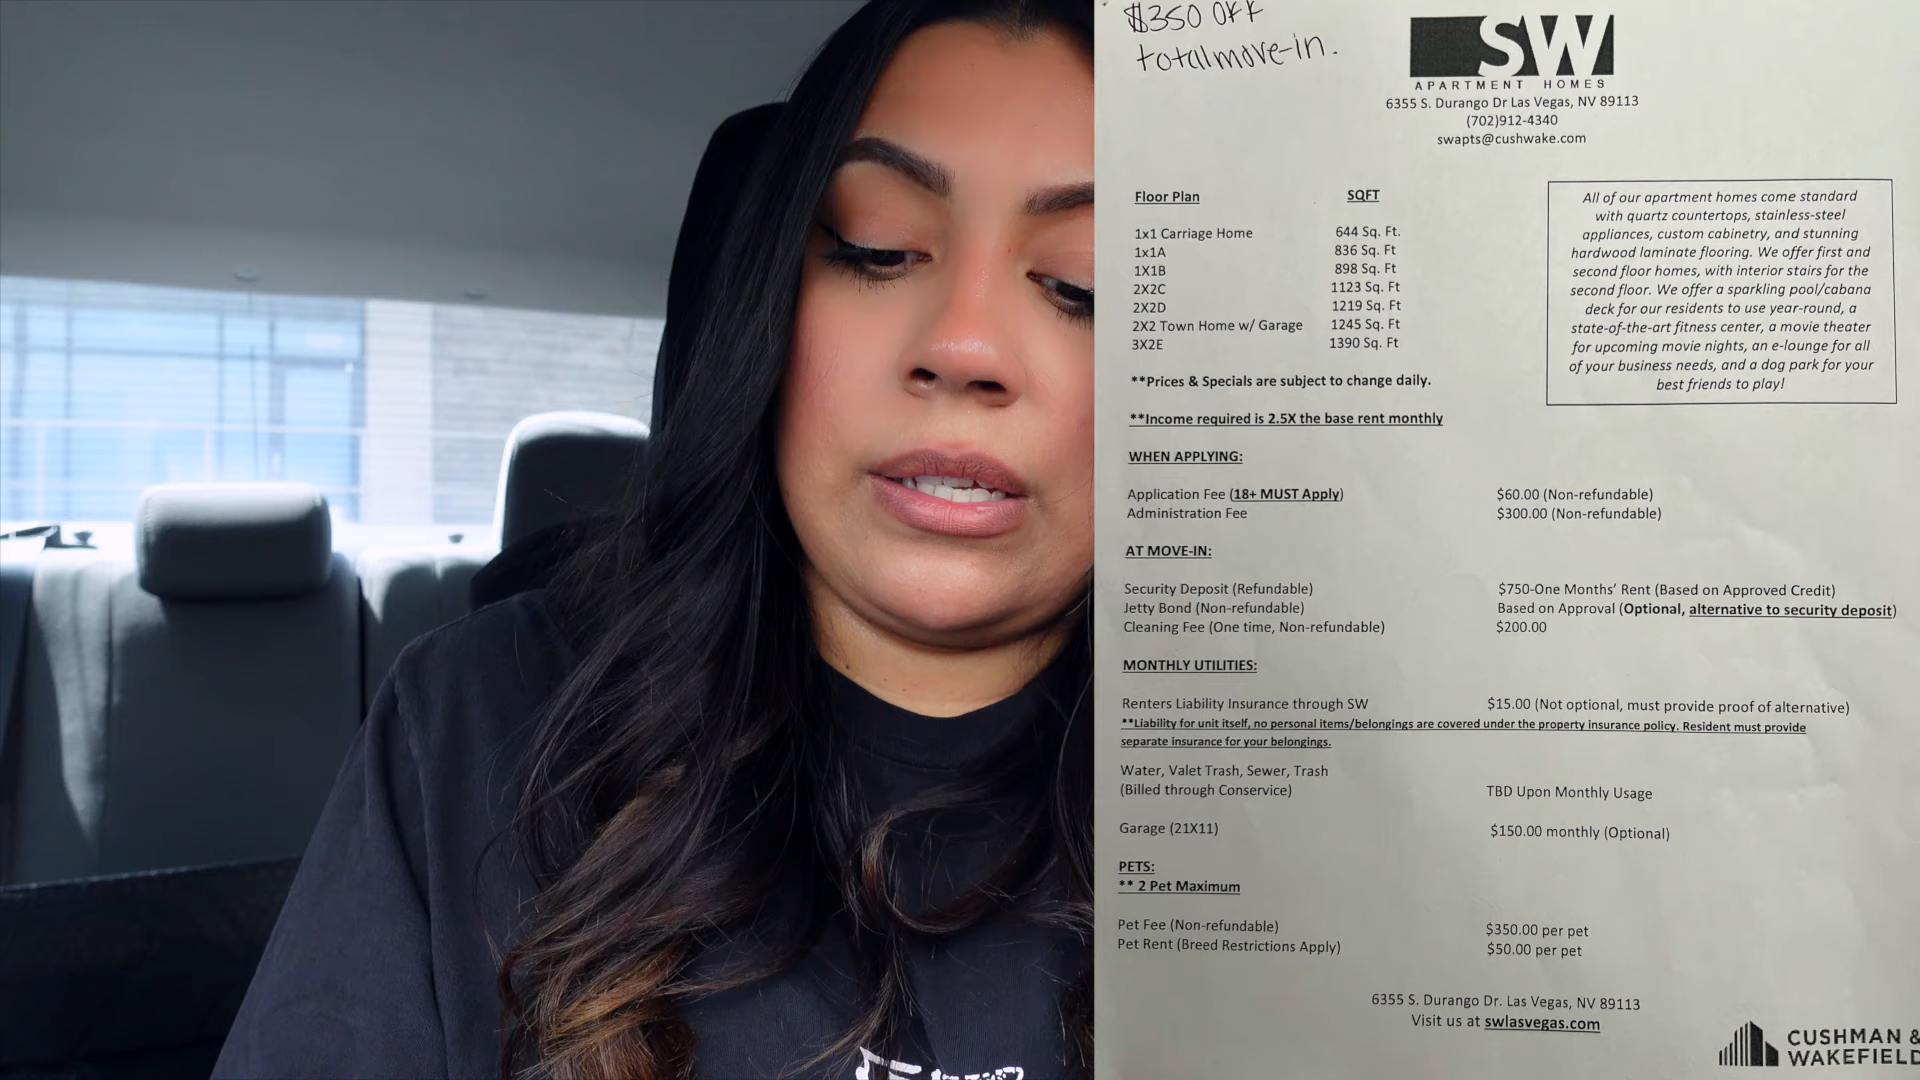 $350 OFF
total move-in.
SW
APARTMENT HOMES
6355 S. Durango Dr Las Vegas, NV 89113
(702)912-4340
swapts@cushwake.com
Floor Plan SQFT
1x1 Carriage Home 644 Sq. Ft.
1x1A 836 Sq. Ft
1X1B 898 Sq. Ft
2X2C 1123 Sq. Ft
2X2D 1219 Sq. Ft
2X2 Town Home w/ Garage 1245 Sq. Ft
3X2E 1390 Sq. Ft
All of our apartment homes come standard
with quartz countertops, stainless-steel
appliances, custom cabinetry, and stunning
hardwood laminate flooring. We offer first and
second floor homes, with interior stairs for the
second floor. We offer a sparkling pool/cabana
deck for our residents to use year-round, a
state-of-the-art fitness center, a movie theater
for upcoming movie nights, an e-lounge for all
of your business needs, and a dog park for your
best friends to play!
**Prices & Specials are subject to change daily.
**Income required is 2.5X the base rent monthly
WHEN APPLYING:
Application Fee (18+ MUST Apply) $60.00 (Non-refundable)
Administration Fee $300.00 (Non-refundable)
AT MOVE-IN:
Security Deposit (Refundable) $750-One Months' Rent (Based on Approved Credit)
Jetty Bond (Non-refundable) Based on Approval (Optional, alternative to security deposit)
Cleaning Fee (One time, Non-refundable) $200.00
MONTHLY UTILITIES:
Renters Liability Insurance through SW $15.00 (Not optional, must provide proof of alternative)
**Liability for unit itself, no personal items/belongings are covered under the property insurance policy. Resident must provide
separate insurance for your belongings.
Water, Valet Trash, Sewer, Trash
(Billed through Conservice) TBD Upon Monthly Usage
Garage (21X11) $150.00 monthly (Optional)
PETS:
** 2 Pet Maximum
Pet Fee (Non-refundable) $350.00 per pet
Pet Rent (Breed Restrictions Apply) $50.00 per pet
6355 S. Durango Dr. Las Vegas, NV 89113
Visit us at swlasvegas.com
CUSHMAN &
WAKEFIELD